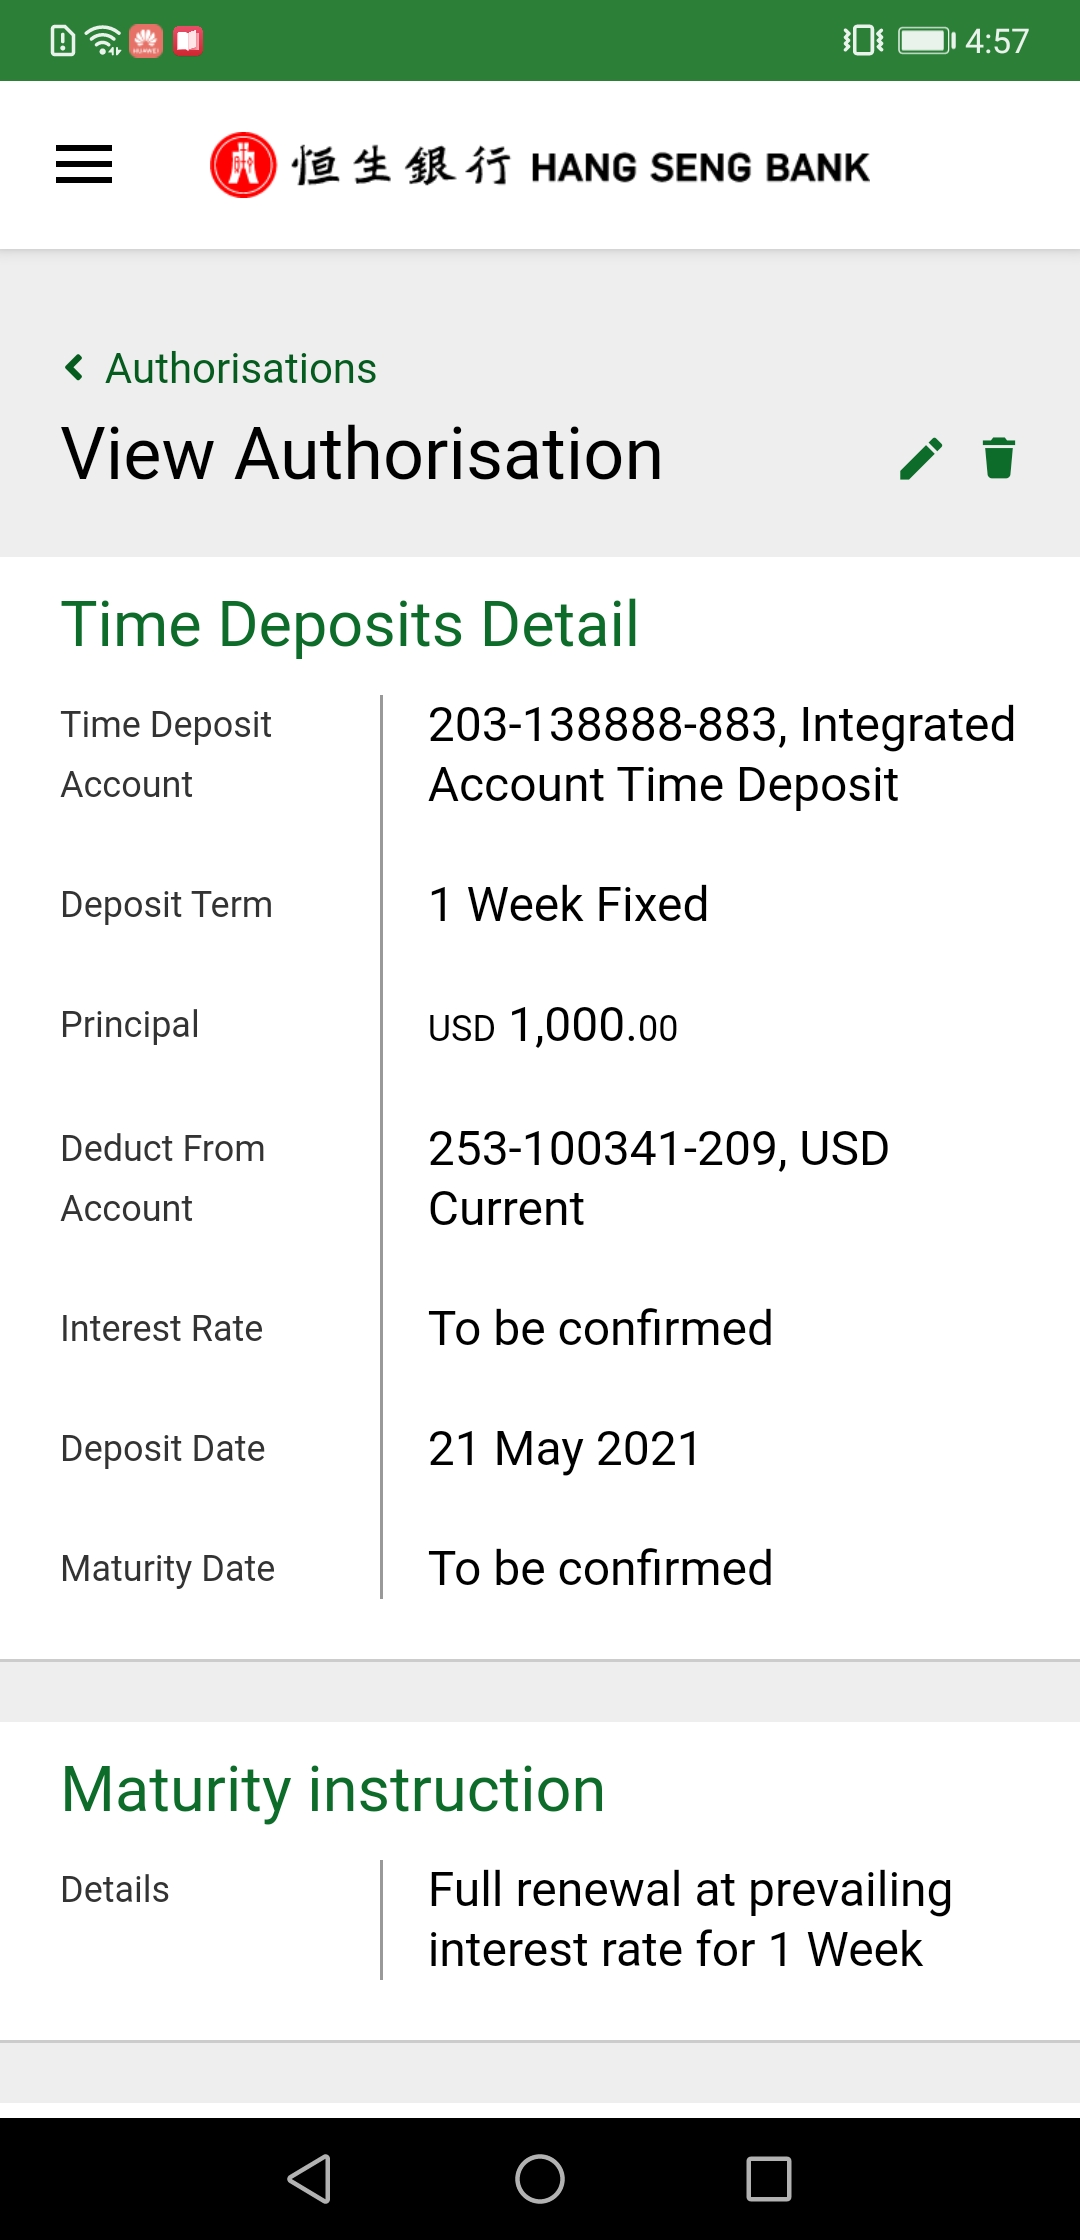 4:57
恒生銀行 HANG SENG BANK
Authorisations
View Authorisation
Time Deposits Detail
Time Deposit
Account
203-138888-883, Integrated
Account Time Deposit
Deposit Term
1 Week Fixed
Principal
USD 1,000.00
Deduct From
Account
253-100341-209, USD
Current
Interest Rate
To be confirmed
Deposit Date
21 May 2021
Maturity Date
To be confirmed
Maturity instruction
Details
Full renewal at prevailing
interest rate for 1 Week